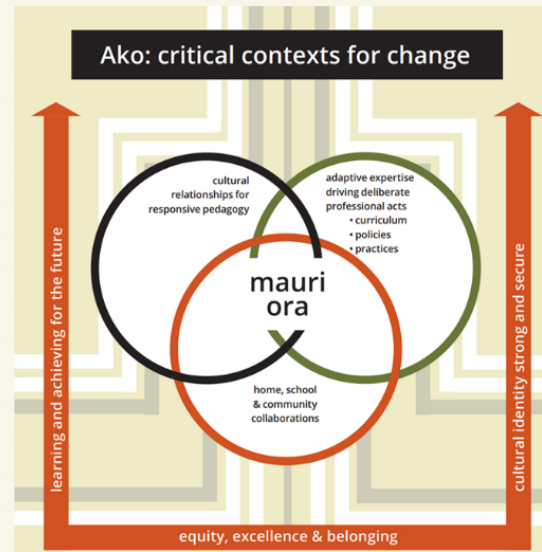 Ako: critical contexts for change
cultural
relationships for
responsive pedagogy
adaptive expertise
driving deliberate
professional acts
• curriculum
• policies
• practices
mauri
ora
home, school
& community
collaborations
learning and achieving for the future
cultural identity strong and secure
equity, excellence & belonging